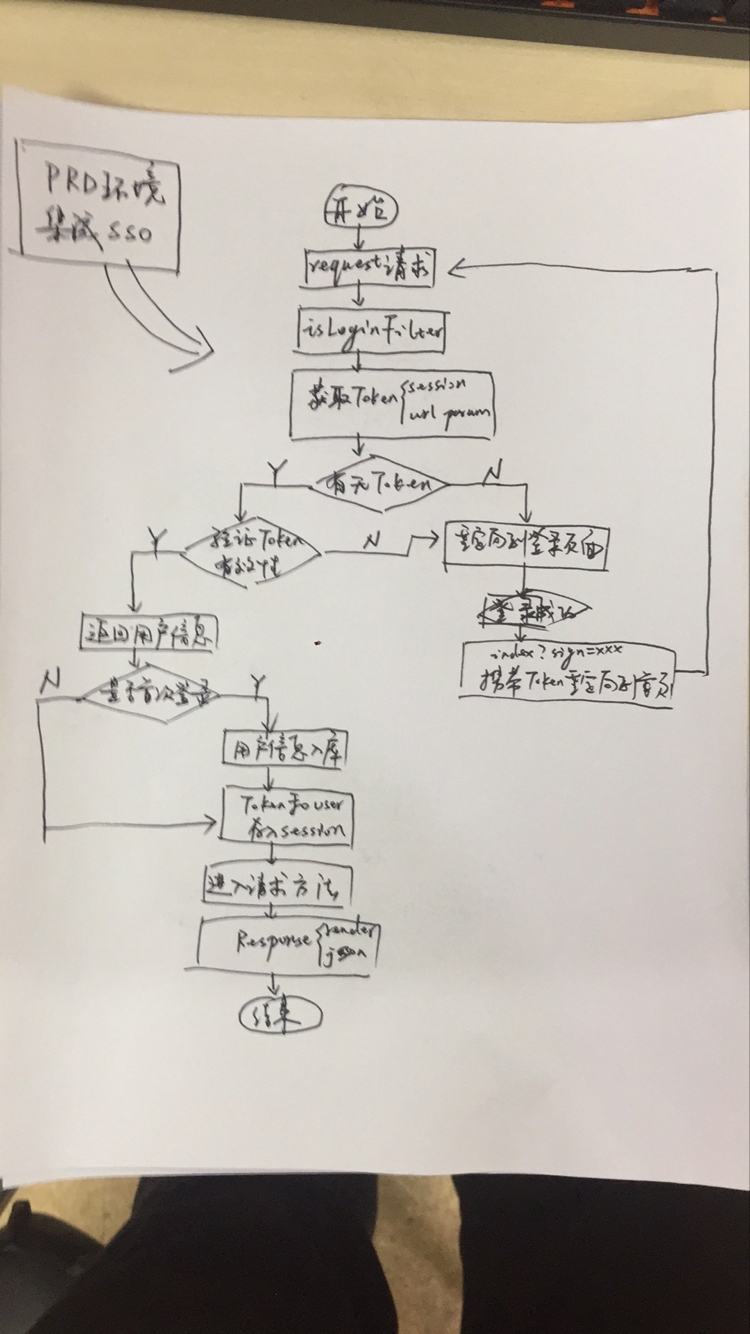 PRD环境
集成SSO
开始
request请求
isLoginFilter
获取Token{session
url param
有无Token
Y
N
验证Token
有效性
Y
N
重定向到登录页面
登录成功
index?sign=xxx
携带Token重定向到首页
返回用户信息
是否首次登录
N
Y
用户信息入库
Token和user
存入session
进入请求方法
Response{render
json
结束